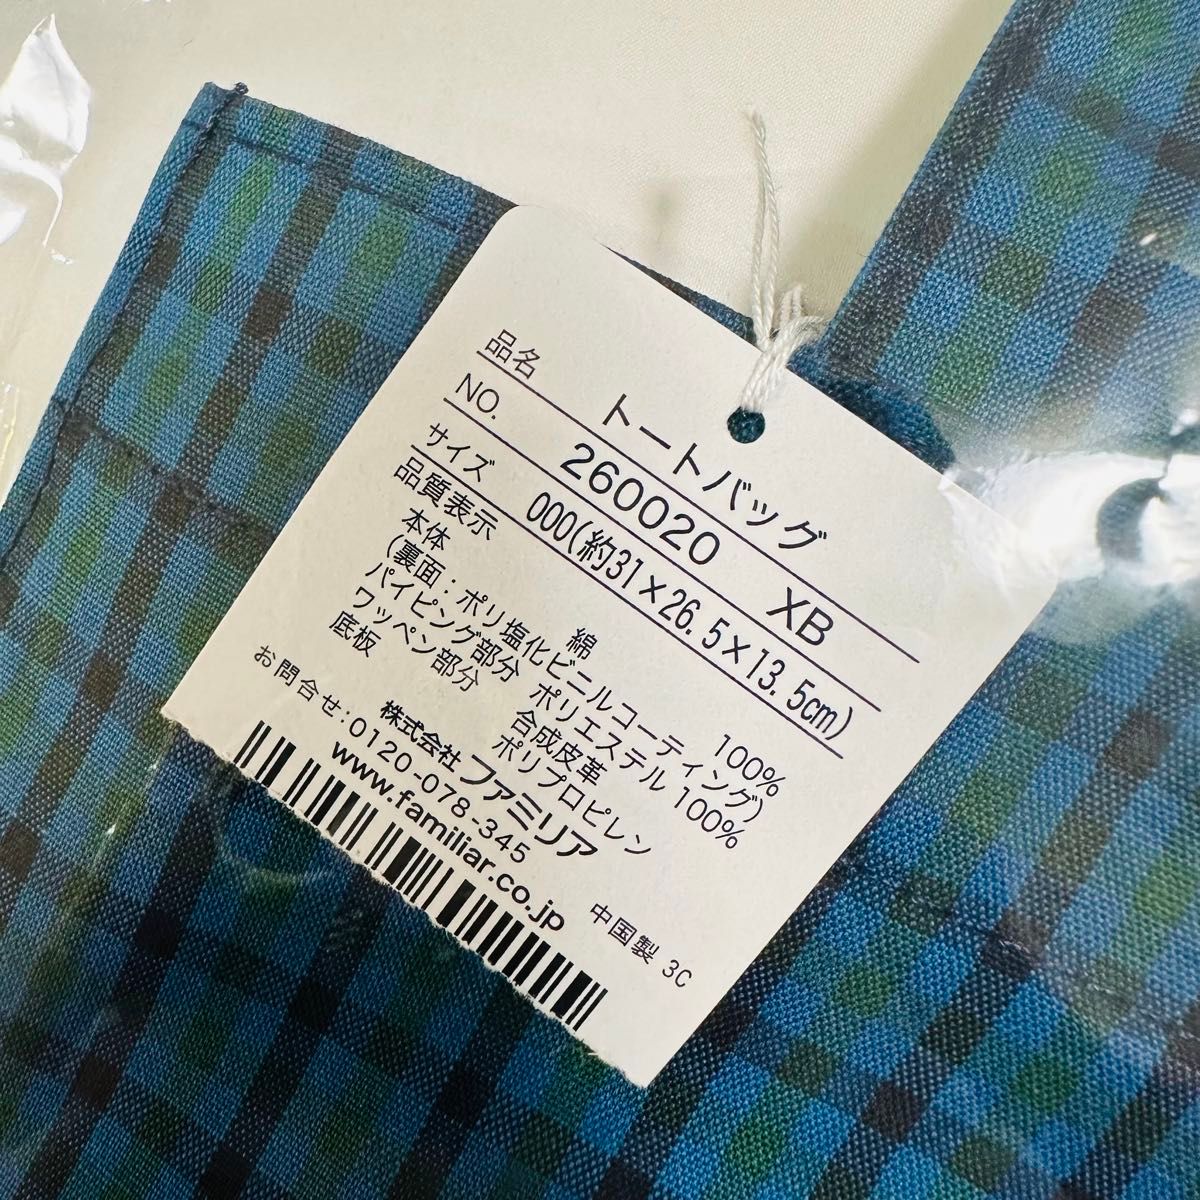 品名 トートバッグ
NO. 260020 XB
サイズ 000(約31×26.5×13.5cm)
品質表示
本体 綿 100%
(裏面:ポリ塩化ビニルコーティング)
パイピング部分 ポリエステル 100%
ワッペン部分 合成皮革
底板 ポリプロピレン
株式会社 ファミリア
お問合せ:0120-078-345
www.familiar.co.jp
中国製 3C